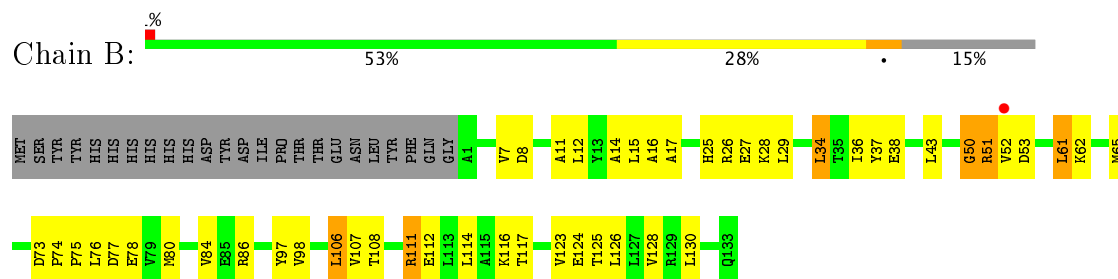 .%
Chain B:
53% 28% • 15%
MET SER TYR TYR HIS HIS HIS HIS HIS HIS ASP TYR ASP ILE PRO THR THR GLU ASN LEU TYR PHE GLN GLY A1 V7 D8 A11 L12 Y13 A14 L15 A16 A17 H25 R26 E27 K28 L29 L34 T35 I36 Y37 E38 L43 G50 R51 V52 D53 L61 K62 M65
D73 P74 P75 L76 D77 E78 V79 M80 V84 E85 R86 Y97 V98 L106 V107 T108 R111 E112 L113 L114 A115 K116 T117 V123 E124 T125 L126 L127 V128 R129 L130 Q133